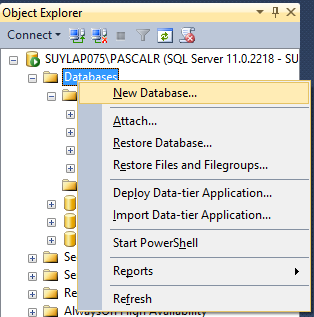 Object Explorer
Connect
SUYLAP075\PASCALR (SQL Server 11.0.2218 - SU
Databases
New Database...
Attach...
Restore Database...
Restore Files and Filegroups...
Deploy Data-tier Application...
Import Data-tier Application...
Start PowerShell
Reports
Refresh
Se
Se
Re
AlwaysOn High Availability